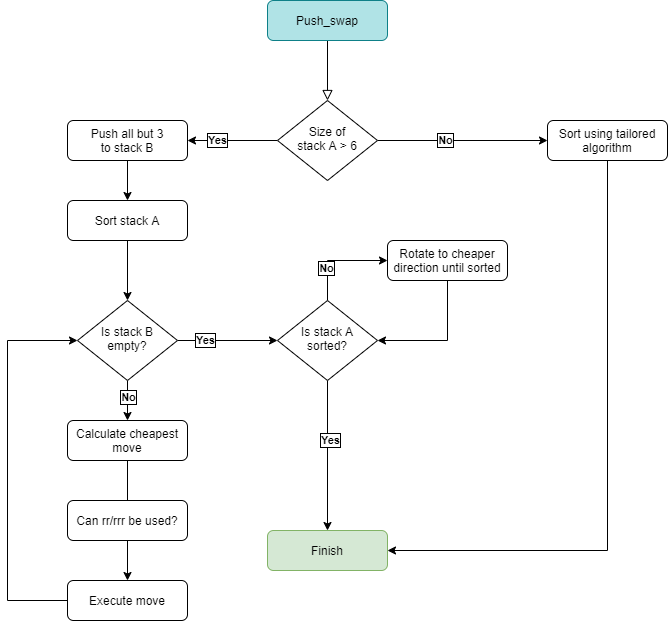 Push_swap
Size of
stack A > 6
Yes
No
Push all but 3
to stack B
Sort using tailored
algorithm
Sort stack A
Rotate to cheaper
direction until sorted
No
Is stack B
empty?
Yes
Is stack A
sorted?
No
Calculate cheapest
move
Yes
Can rr/rrr be used?
Finish
Execute move